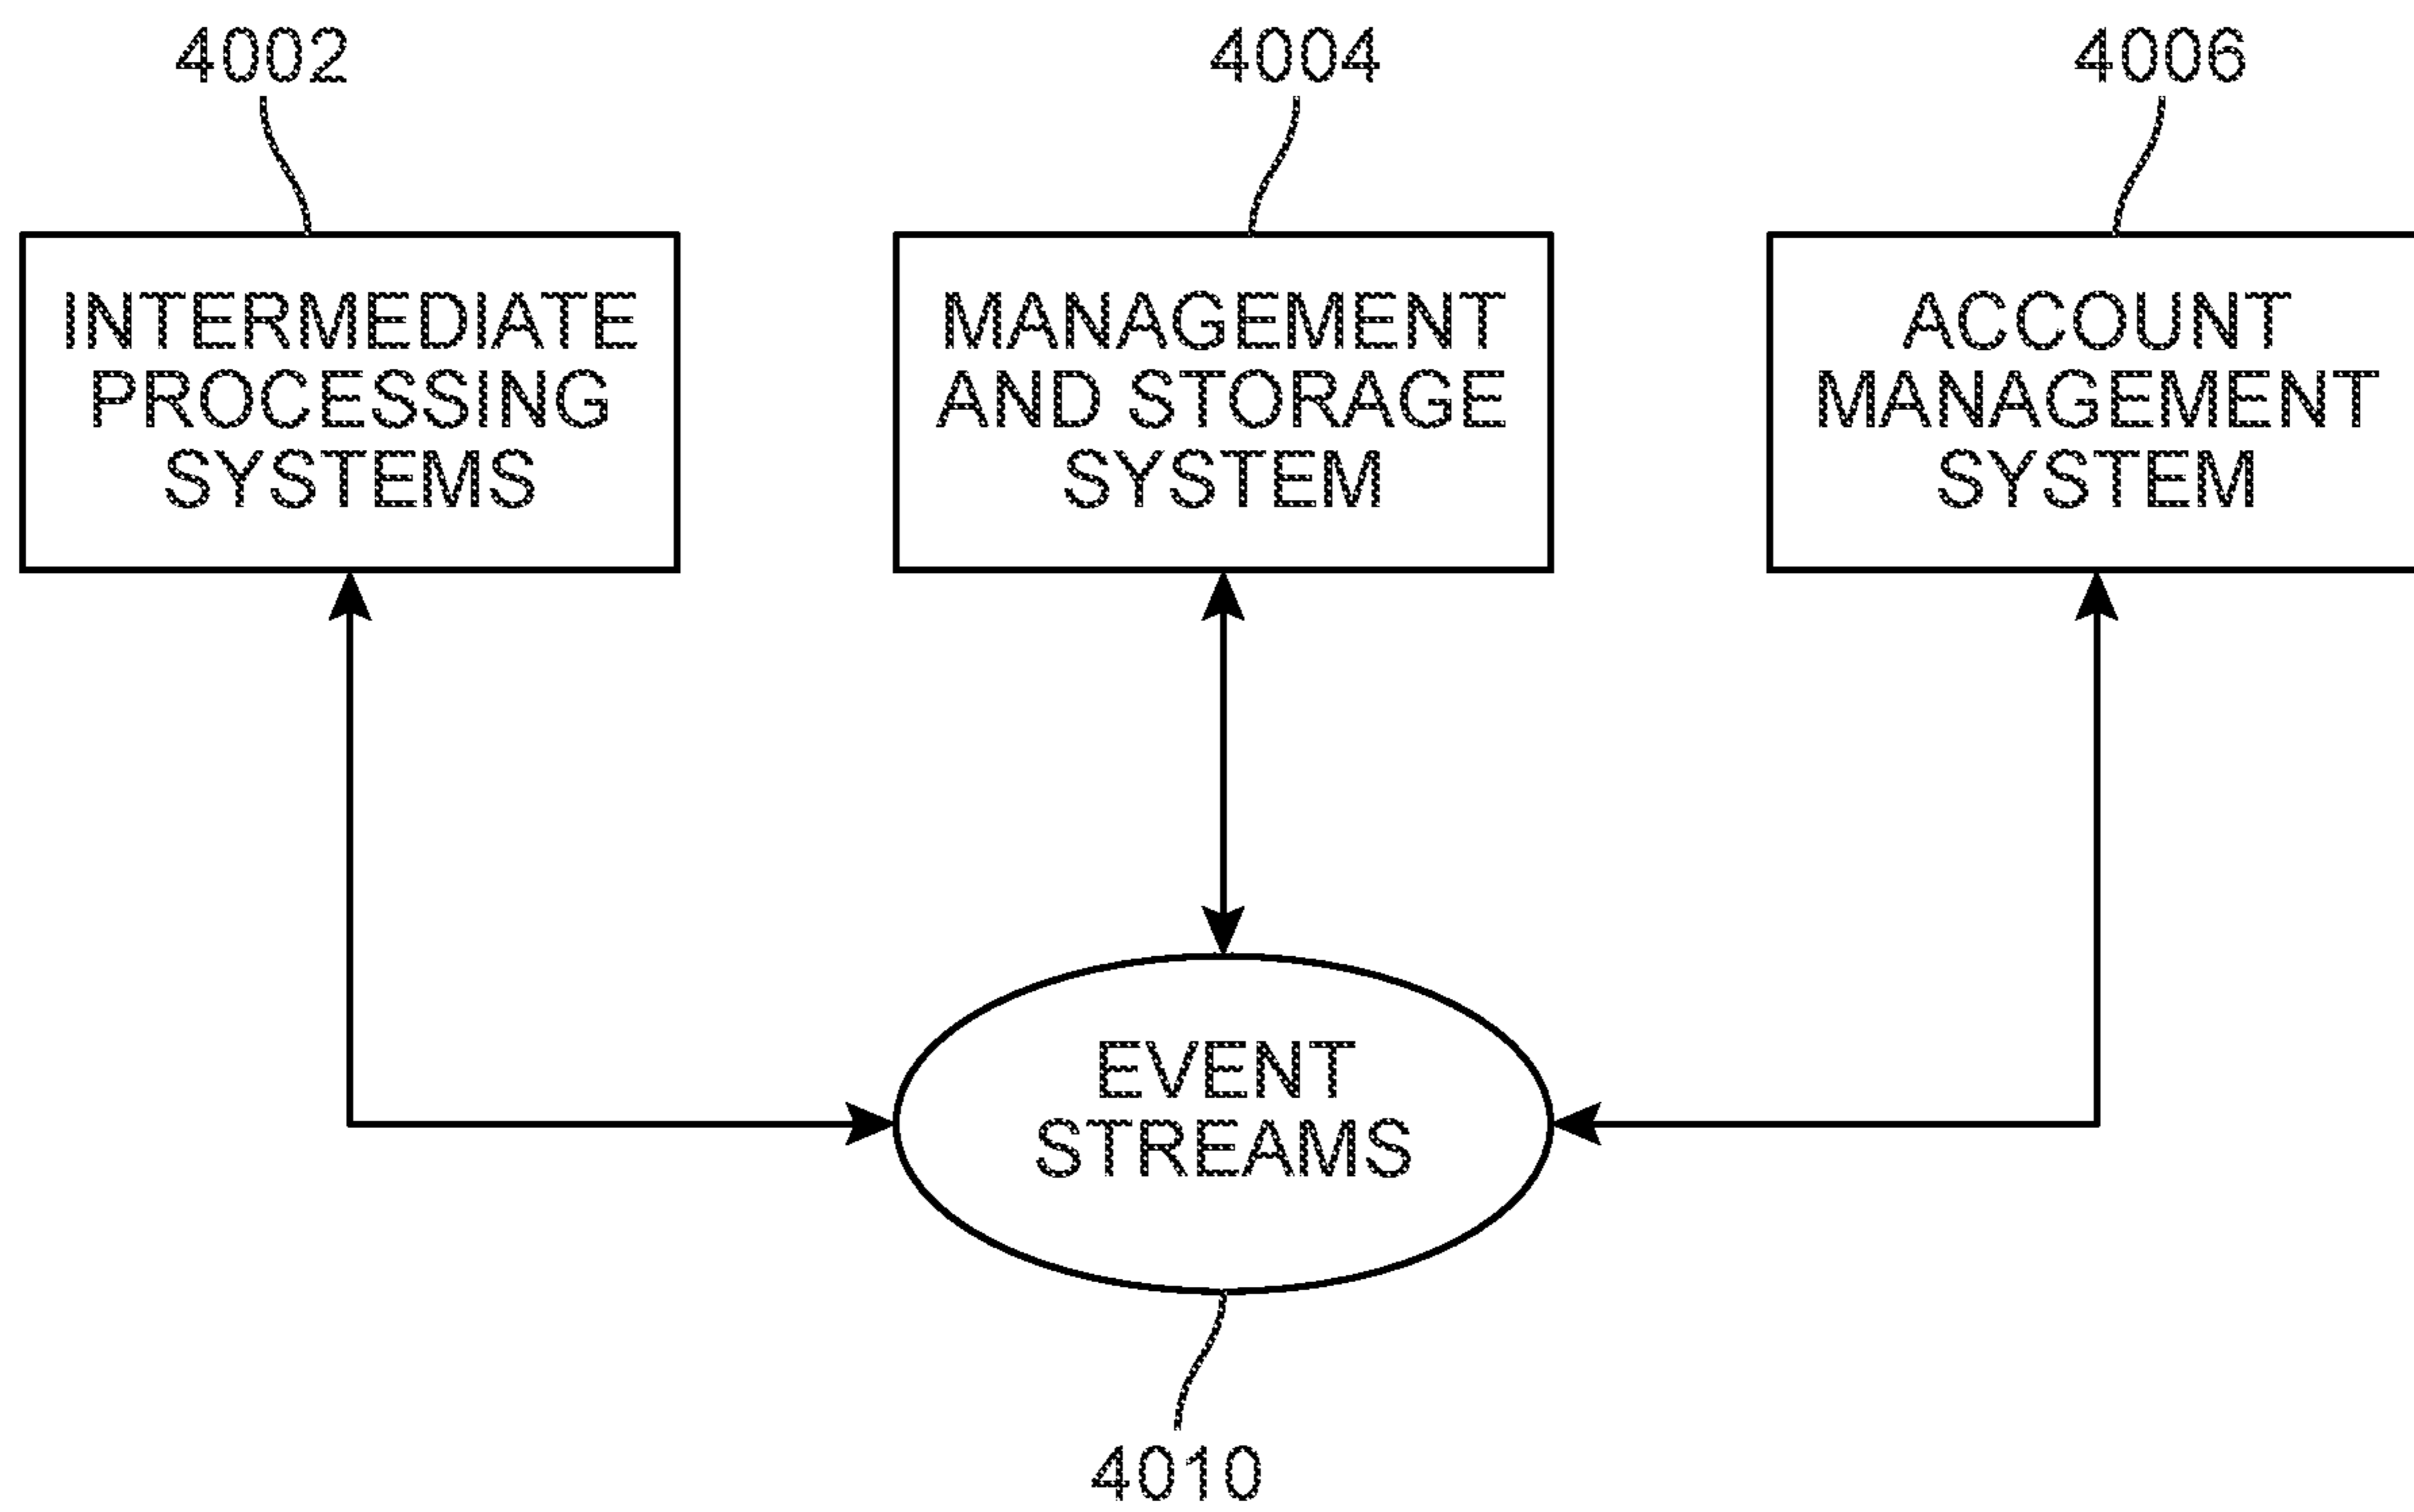 4002
4004
4006
INTERMEDIATE
PROCESSING
SYSTEMS
MANAGEMENT
AND STORAGE
SYSTEM
ACCOUNT
MANAGEMENT
SYSTEM
EVENT
STREAMS
4010